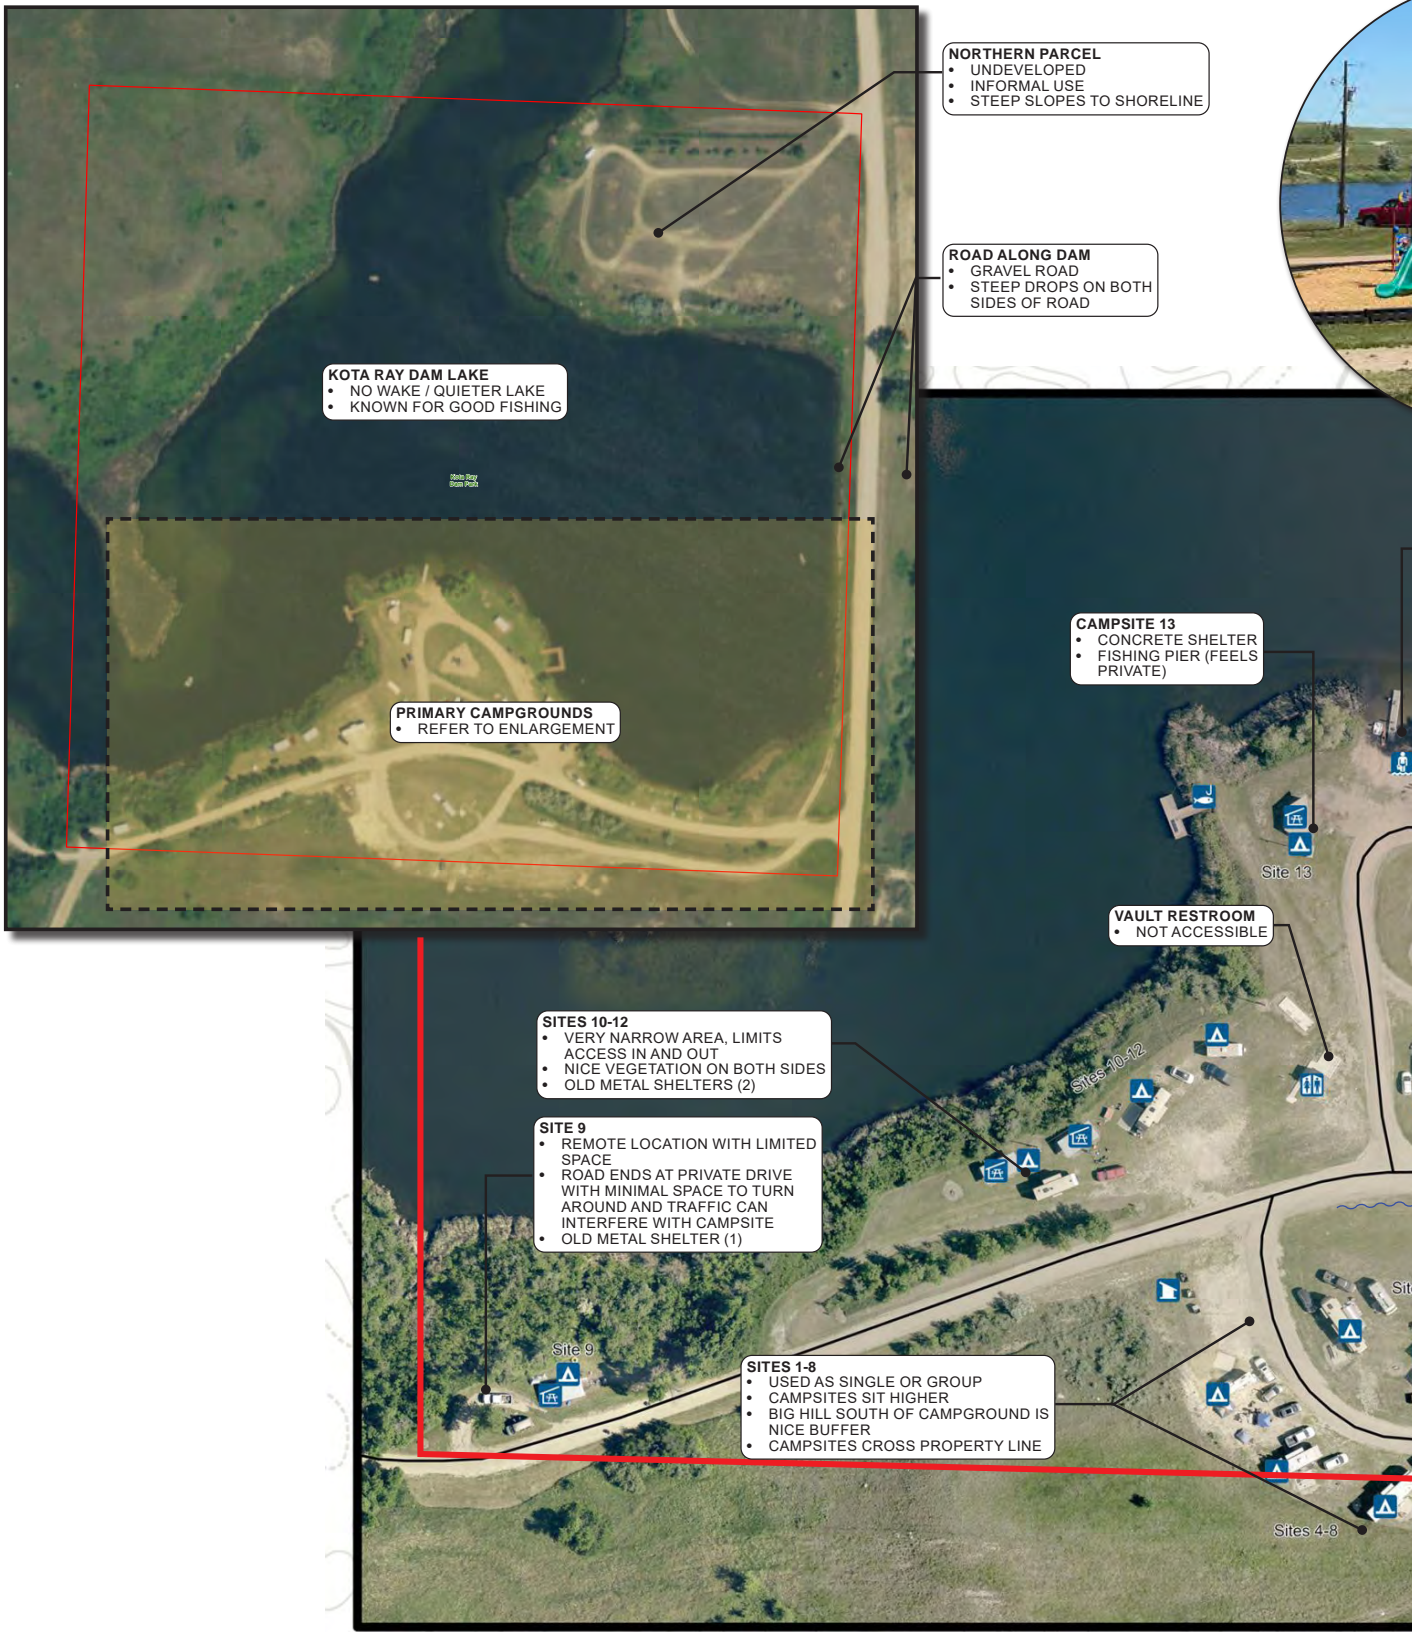 NORTHERN PARCEL
• UNDEVELOPED
• INFORMAL USE
• STEEP SLOPES TO SHORELINE
ROAD ALONG DAM
• GRAVEL ROAD
• STEEP DROPS ON BOTH
SIDES OF ROAD
KOTA RAY DAM LAKE
• NO WAKE / QUIETER LAKE
• KNOWN FOR GOOD FISHING
Kota Ray
Dam Park
PRIMARY CAMPGROUNDS
• REFER TO ENLARGEMENT
CAMPSITE 13
• CONCRETE SHELTER
• FISHING PIER (FEELS
PRIVATE)
Site 13
VAULT RESTROOM
• NOT ACCESSIBLE
SITES 10-12
• VERY NARROW AREA, LIMITS
ACCESS IN AND OUT
• NICE VEGETATION ON BOTH SIDES
• OLD METAL SHELTERS (2)
Sites 10-12
SITE 9
• REMOTE LOCATION WITH LIMITED
SPACE
• ROAD ENDS AT PRIVATE DRIVE
WITH MINIMAL SPACE TO TURN
AROUND AND TRAFFIC CAN
INTERFERE WITH CAMPSITE
• OLD METAL SHELTER (1)
Site 9
SITES 1-8
• USED AS SINGLE OR GROUP
• CAMPSITES SIT HIGHER
• BIG HILL SOUTH OF CAMPGROUND IS
NICE BUFFER
• CAMPSITES CROSS PROPERTY LINE
Sites 4-8